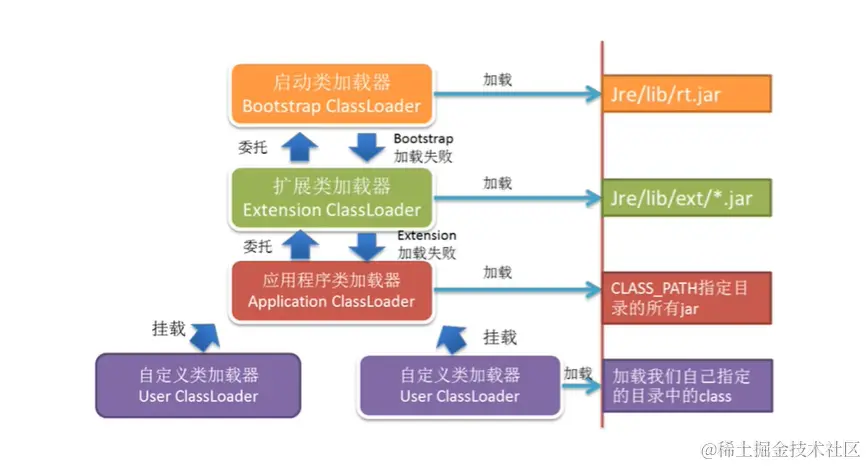 启动类加载器
Bootstrap ClassLoader
加载
Jre/lib/rt.jar
委托
Bootstrap
加载失败
扩展类加载器
Extension ClassLoader
加载
Jre/lib/ext/*.jar
委托
Extension
加载失败
应用程序类加载器
Application ClassLoader
加载
CLASS_PATH指定目
录的所有jar
挂载
挂载
自定义类加载器
User ClassLoader
自定义类加载器
User ClassLoader
加载
加载我们自己指定
的目录中的class
@稀土掘金技术社区